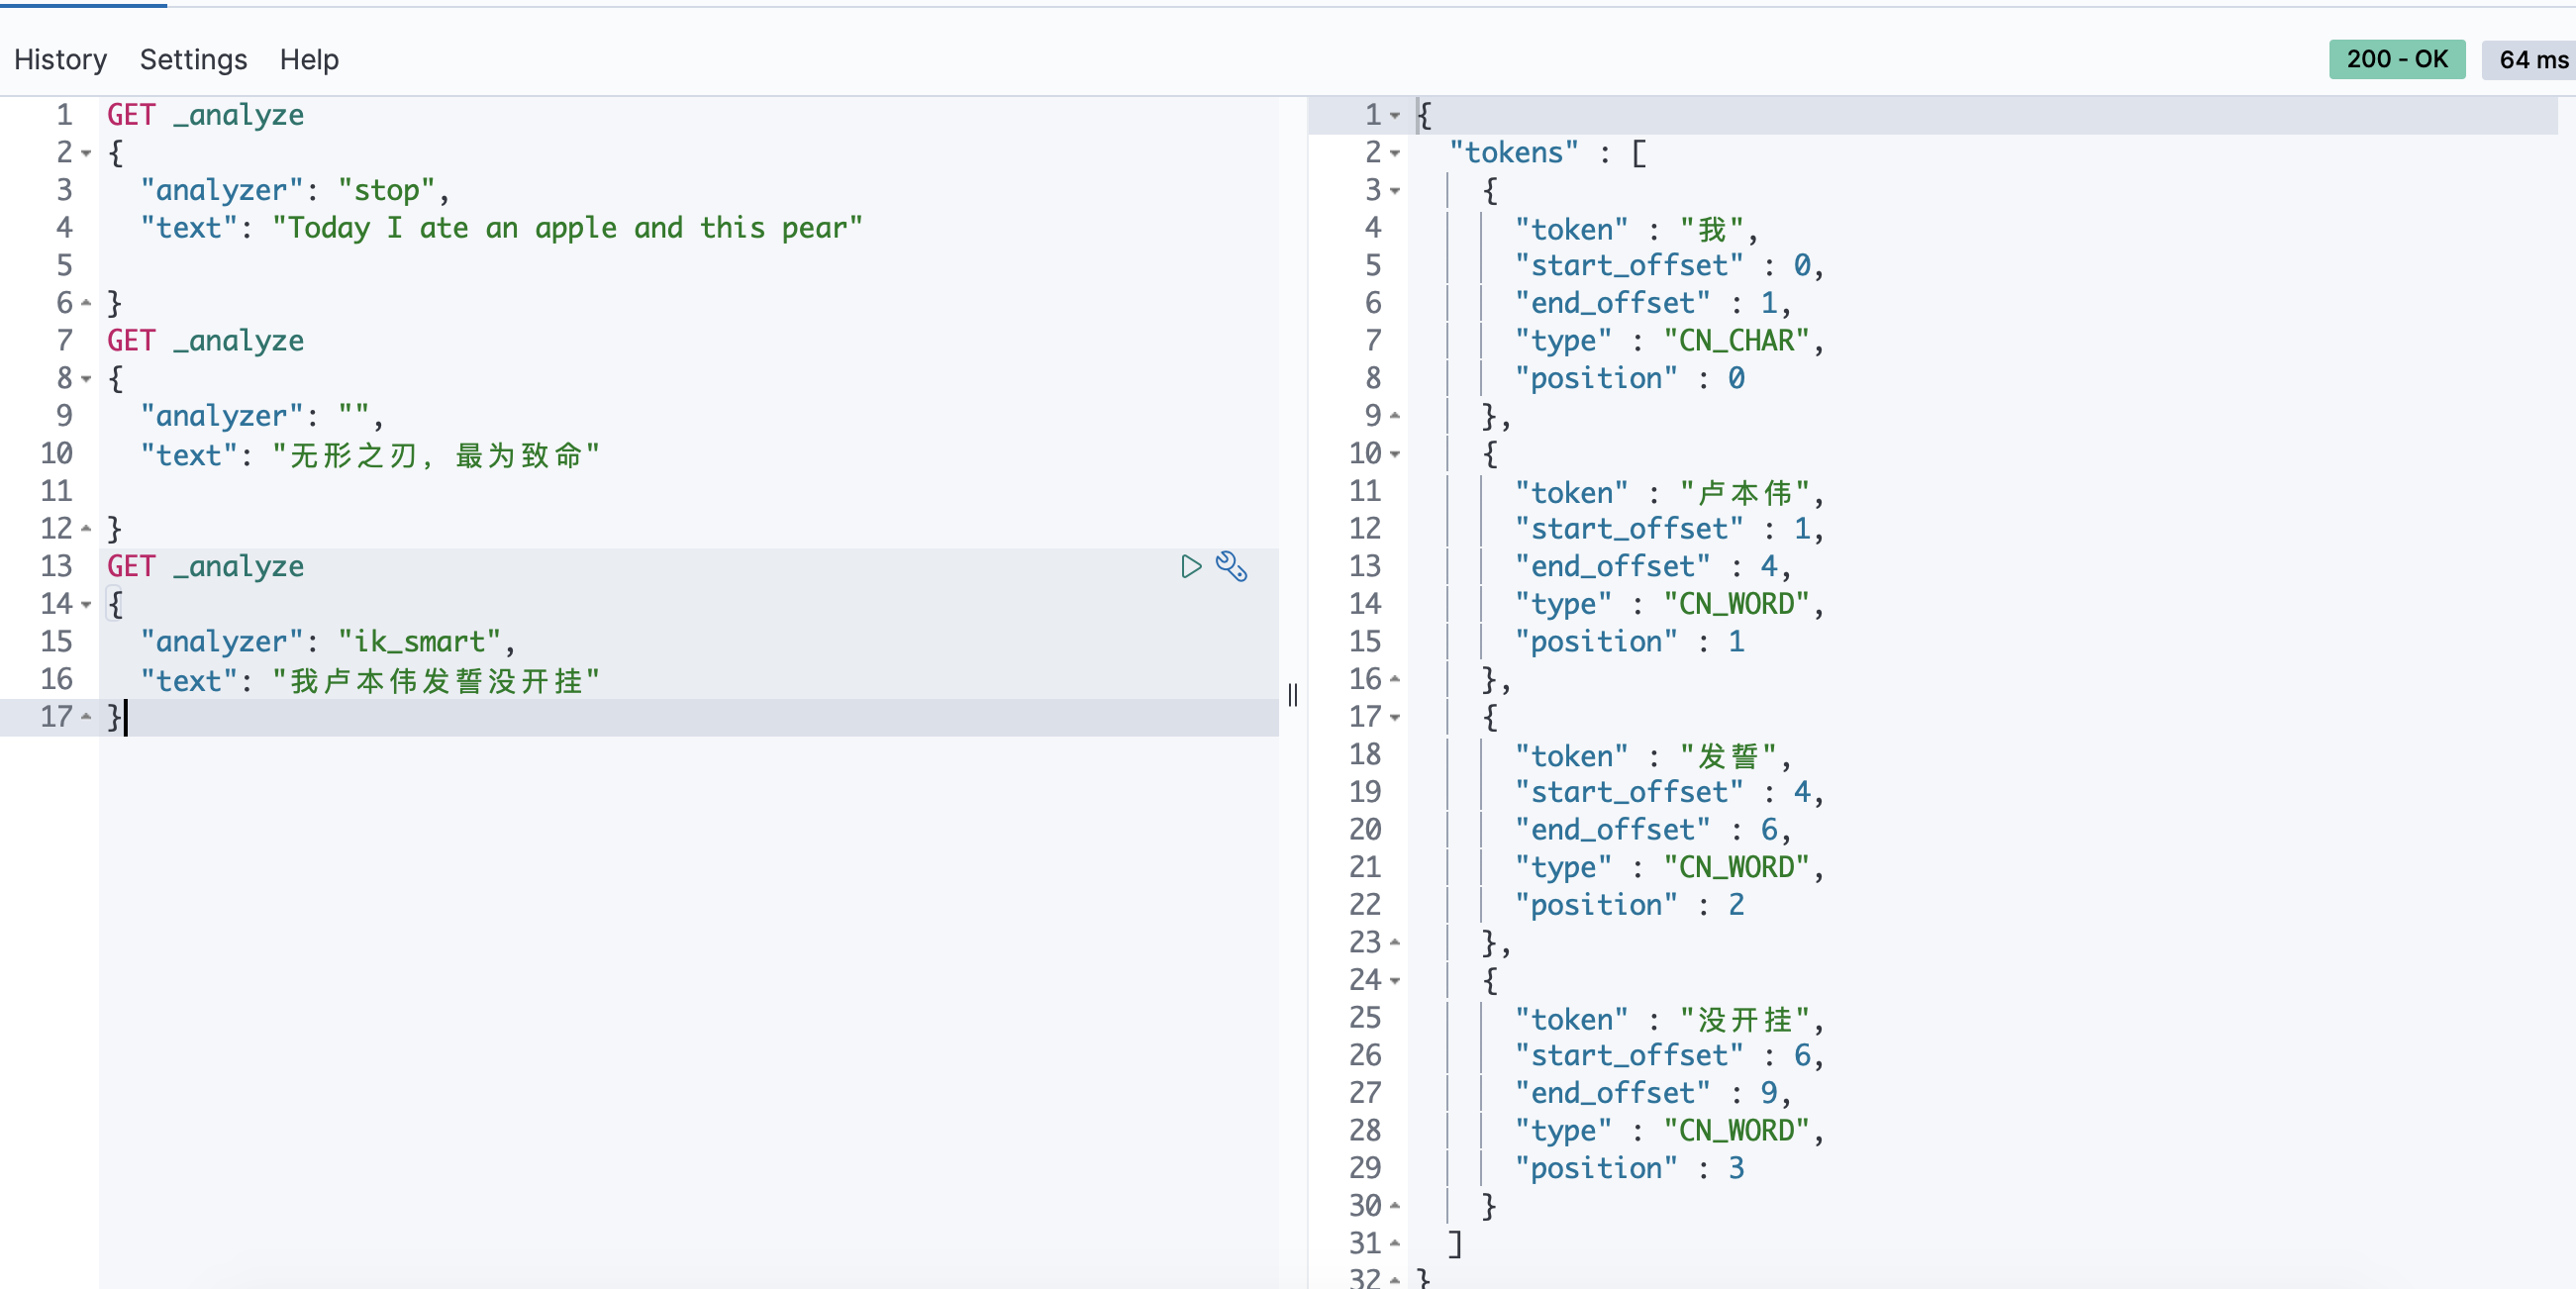 History Settings Help
200 - OK
64 ms
1 GET _analyze
2 {
3 "analyzer": "stop",
4 "text": "Today I ate an apple and this pear"
5
6 }
7 GET _analyze
8 {
9 "analyzer": "",
10 "text": "无形之刃，最为致命"
11
12 }
13 GET _analyze
14 {
15 "analyzer": "ik_smart",
16 "text": "我卢本伟发誓没开挂"
17 }
1 {
2 "tokens" : [
3 {
4 "token" : "我",
5 "start_offset" : 0,
6 "end_offset" : 1,
7 "type" : "CN_CHAR",
8 "position" : 0
9 },
10 {
11 "token" : "卢本伟",
12 "start_offset" : 1,
13 "end_offset" : 4,
14 "type" : "CN_WORD",
15 "position" : 1
16 },
17 {
18 "token" : "发誓",
19 "start_offset" : 4,
20 "end_offset" : 6,
21 "type" : "CN_WORD",
22 "position" : 2
23 },
24 {
25 "token" : "没开挂",
26 "start_offset" : 6,
27 "end_offset" : 9,
28 "type" : "CN_WORD",
29 "position" : 3
30 }
31 ]
32 }